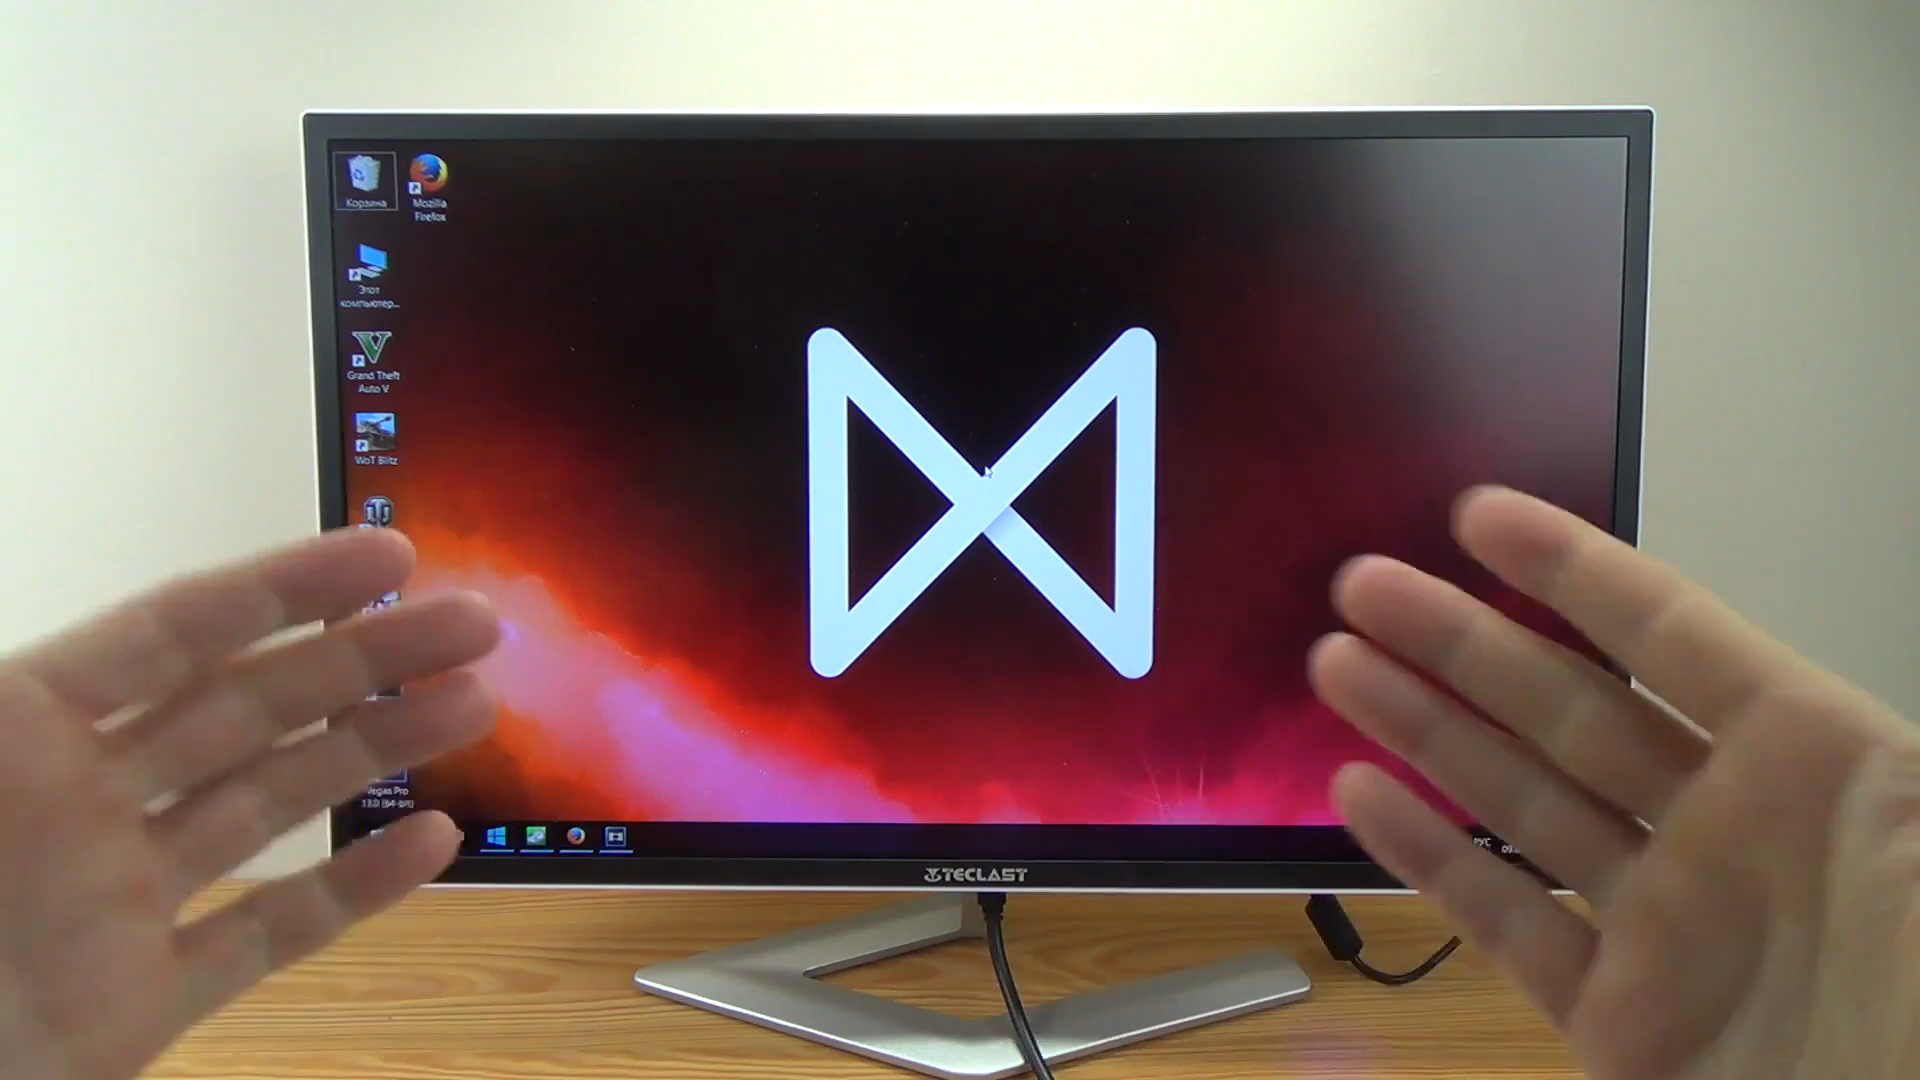 Корзина
Mozilla
Firefox
Этот
компьютер...
Grand Theft
Auto V
WoT Blitz
Vegas Pro
13.0 (64-bit)
РУС
TECLAST